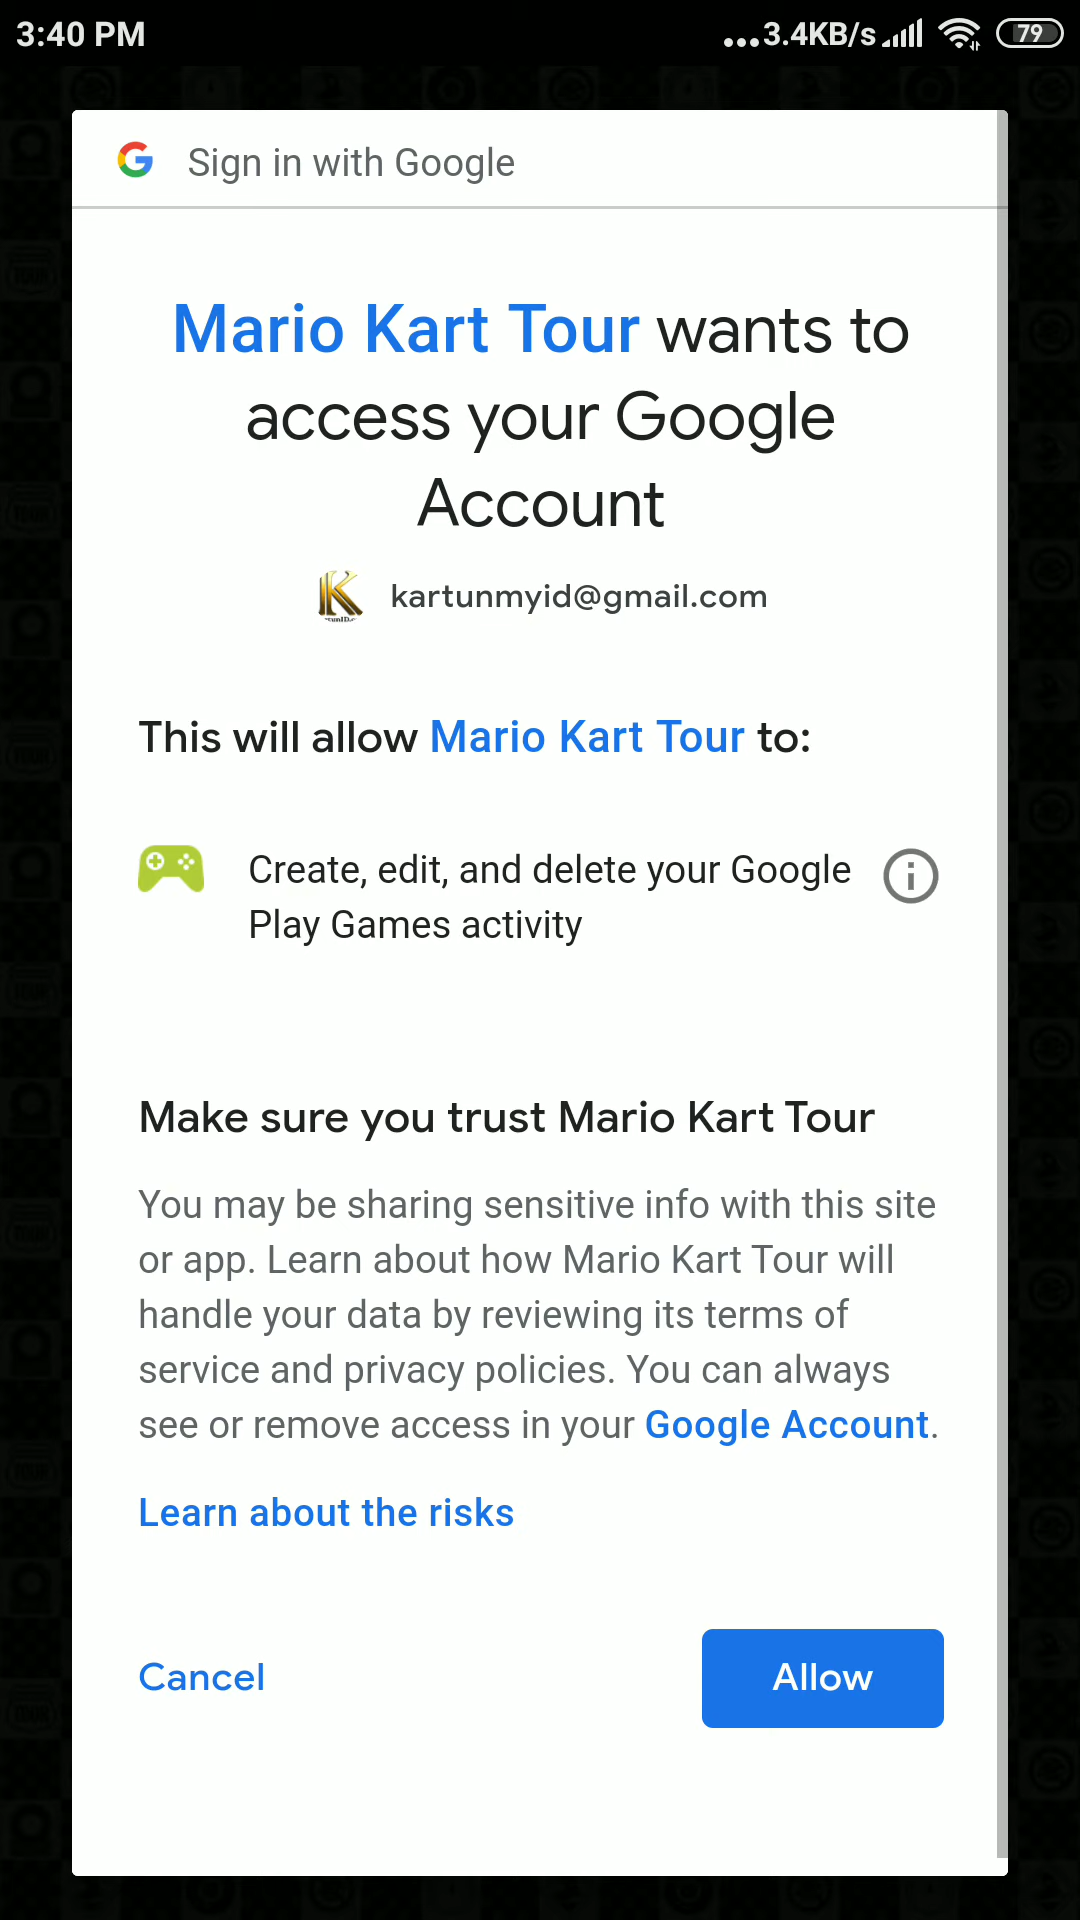 3:40 PM
...3.4KB/s
79
Sign in with Google
Mario Kart Tour wants to
access your Google
Account
kartunmyid@gmail.com
This will allow Mario Kart Tour to:
Create, edit, and delete your Google
Play Games activity
Make sure you trust Mario Kart Tour
You may be sharing sensitive info with this site
or app. Learn about how Mario Kart Tour will
handle your data by reviewing its terms of
service and privacy policies. You can always
see or remove access in your Google Account.
Learn about the risks
Cancel
Allow